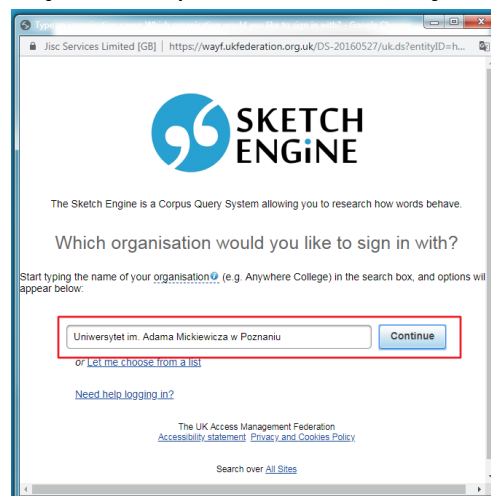 Jisc Services Limited [GB] | https://wayf.ukfederation.org.uk/DS-20160527/uk.ds?entityID=h...
SKETCH
ENGiNE
The Sketch Engine is a Corpus Query System allowing you to research how words behave.
Which organisation would you like to sign in with?
Start typing the name of your organisation (e.g. Anywhere College) in the search box, and options will
appear below:
Uniwersytet im. Adama Mickiewicza w Poznaniu
Continue
or Let me choose from a list
Need help logging in?
The UK Access Management Federation
Accessibility statement Privacy and Cookies Policy
Search over All Sites